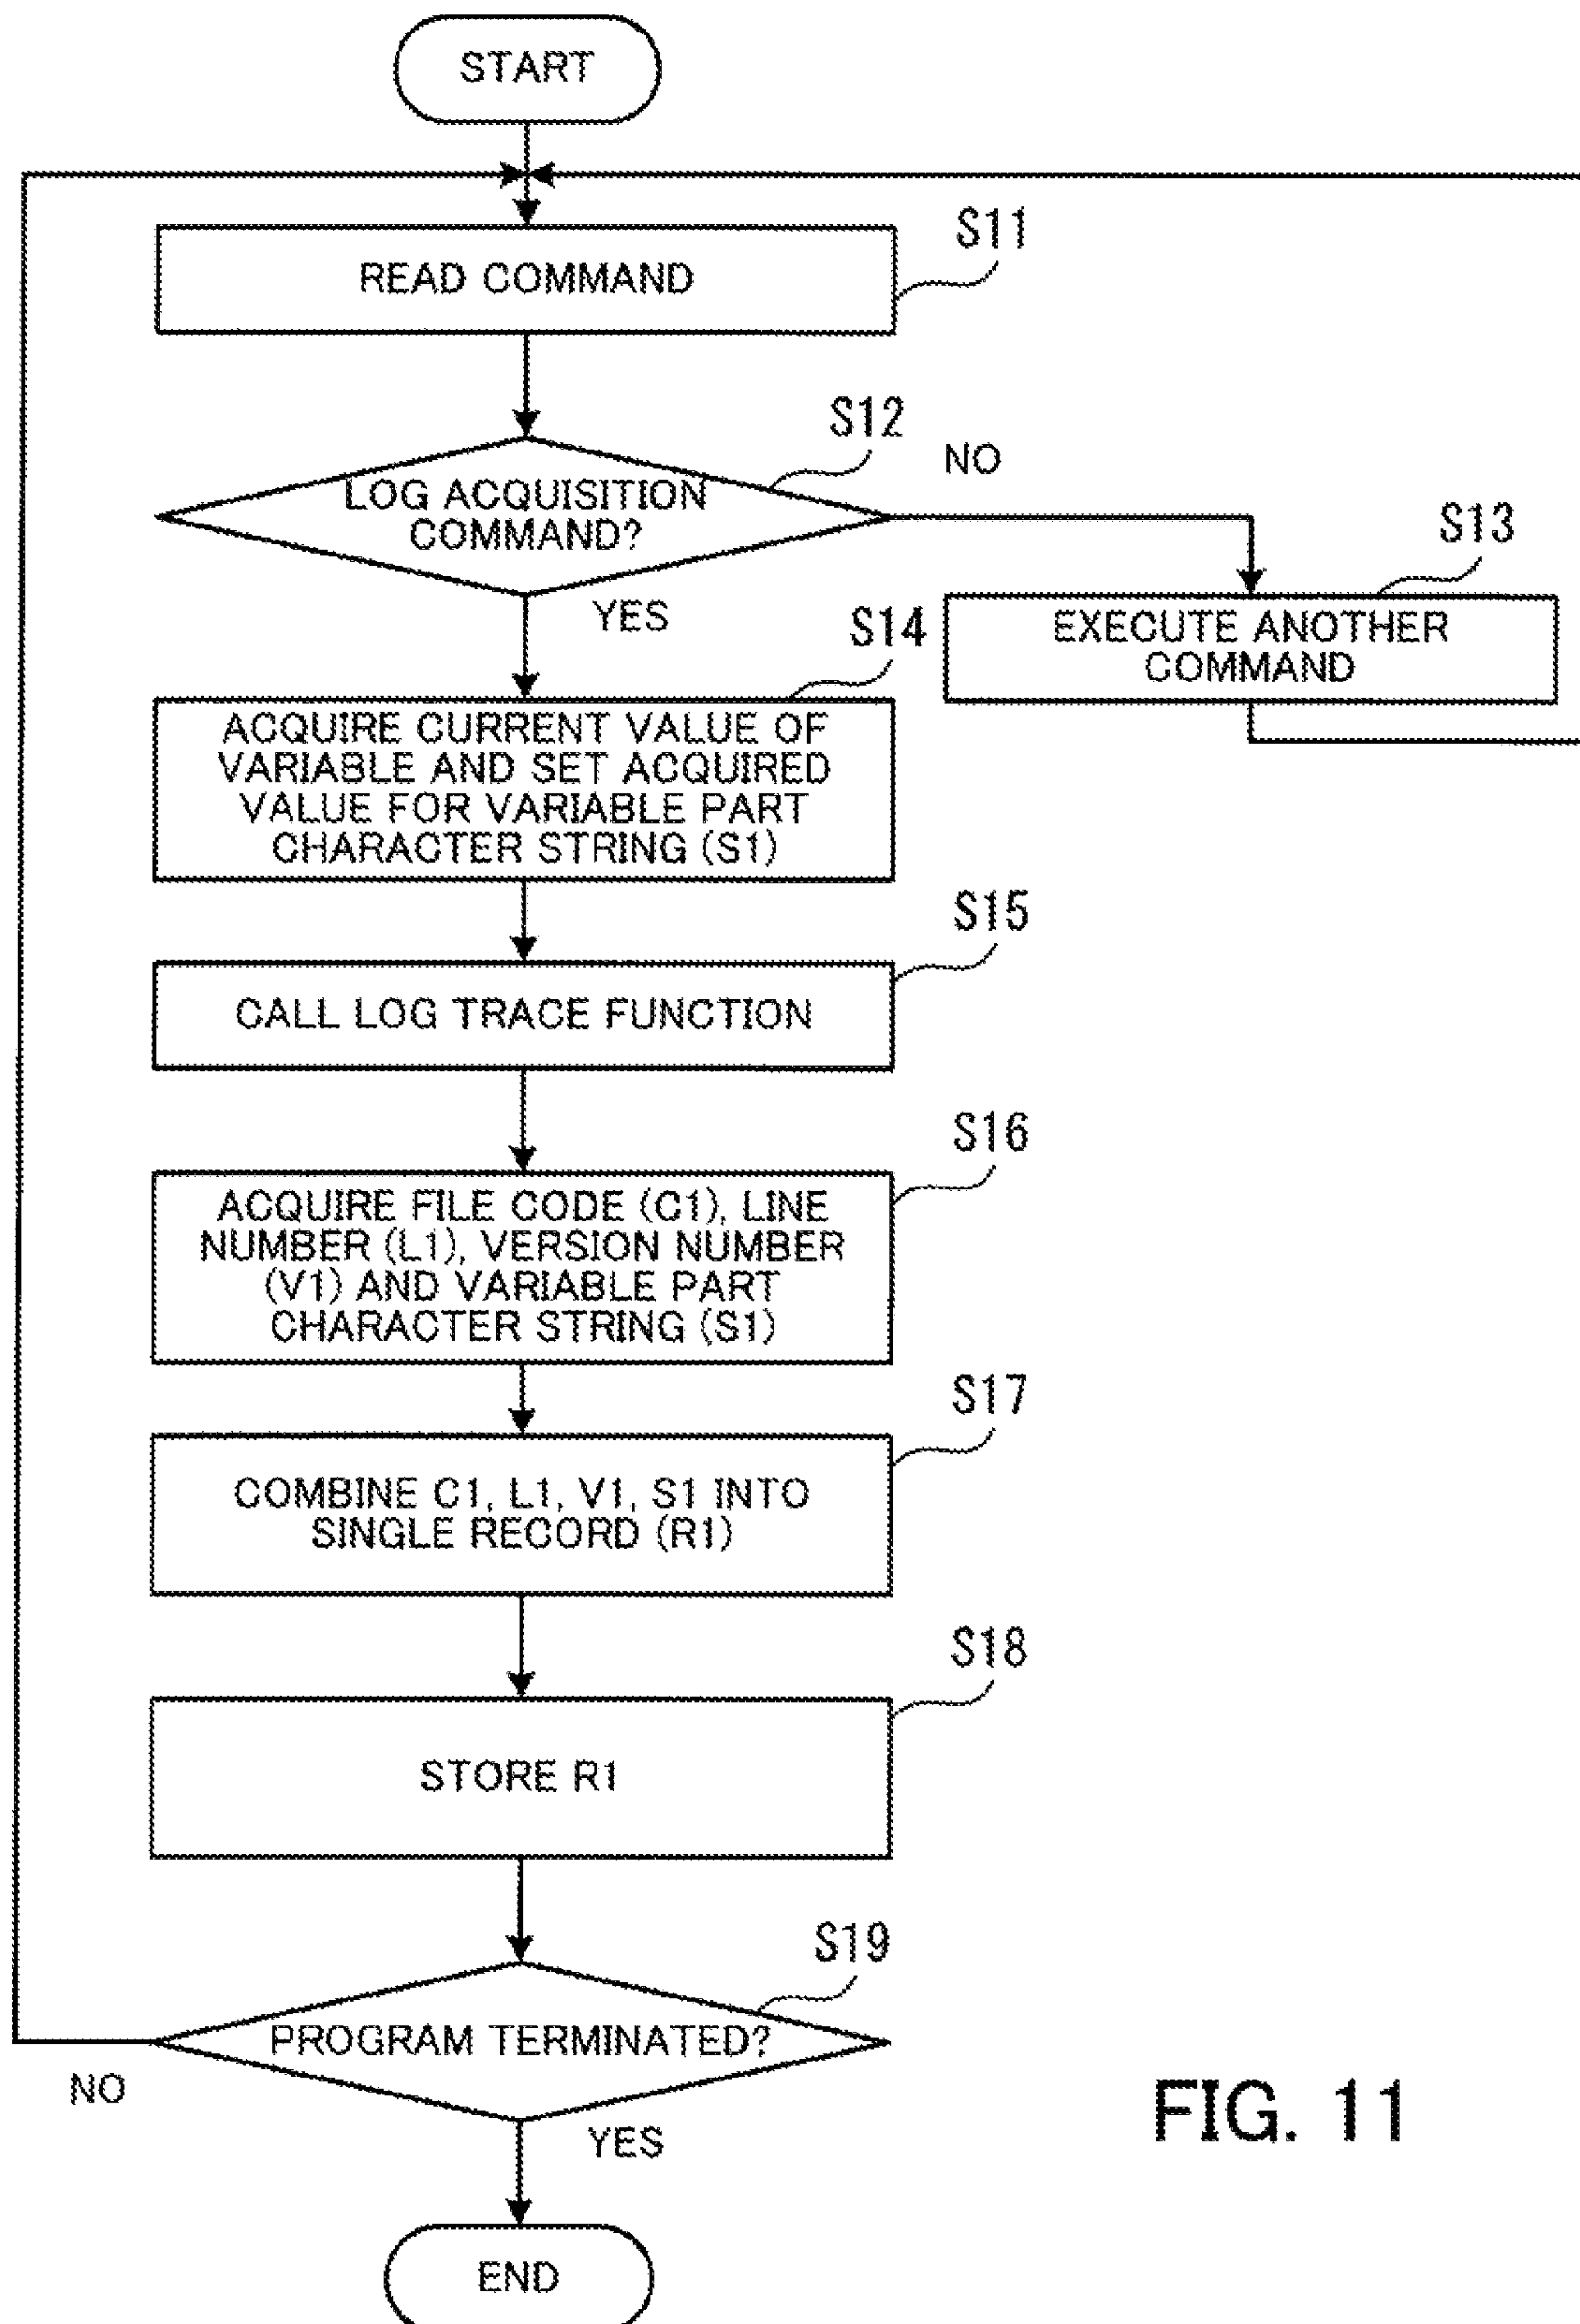 START
S11
READ COMMAND
S12
NO
LOG ACQUISITION
COMMAND?
YES
S13
EXECUTE ANOTHER
COMMAND
S14
ACQUIRE CURRENT VALUE OF
VARIABLE AND SET ACQUIRED
VALUE FOR VARIABLE PART
CHARACTER STRING (S1)
S15
CALL LOG TRACE FUNCTION
S16
ACQUIRE FILE CODE (C1), LINE
NUMBER (L1), VERSION NUMBER
(V1) AND VARIABLE PART
CHARACTER STRING (S1)
S17
COMBINE C1, L1, V1, S1 INTO
SINGLE RECORD (R1)
S18
STORE R1
S19
PROGRAM TERMINATED?
NO
YES
END
FIG. 11